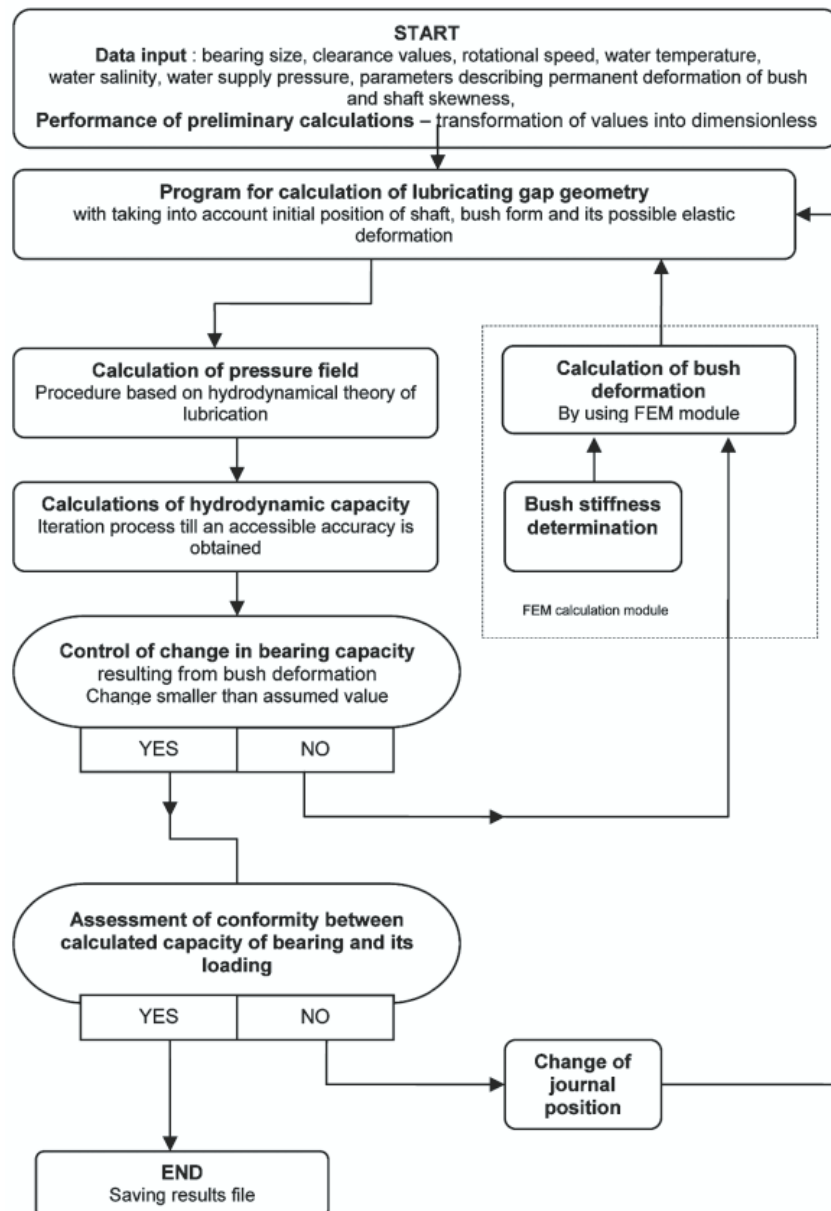 START
Data input : bearing size, clearance values, rotational speed, water temperature,
water salinity, water supply pressure, parameters describing permanent deformation of bush
and shaft skewness,
Performance of preliminary calculations – transformation of values into dimensionless
Program for calculation of lubricating gap geometry
with taking into account initial position of shaft, bush form and its possible elastic
deformation
Calculation of pressure field
Procedure based on hydrodynamical theory of
lubrication
Calculation of bush
deformation
By using FEM module
Calculations of hydrodynamic capacity
Iteration process till an accessible accuracy is
obtained
Bush stiffness
determination
FEM calculation module
Control of change in bearing capacity
resulting from bush deformation
Change smaller than assumed value
YES
NO
Assessment of conformity between
calculated capacity of bearing and its
loading
YES
NO
Change of
journal
position
END
Saving results file